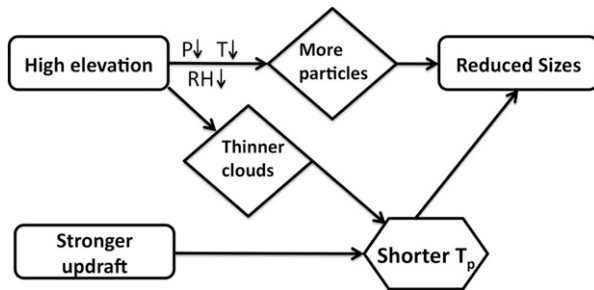 High elevation
P↓ T↓
RH↓
More
particles
Reduced Sizes
Thinner
clouds
Stronger
updraft
Shorter Tp